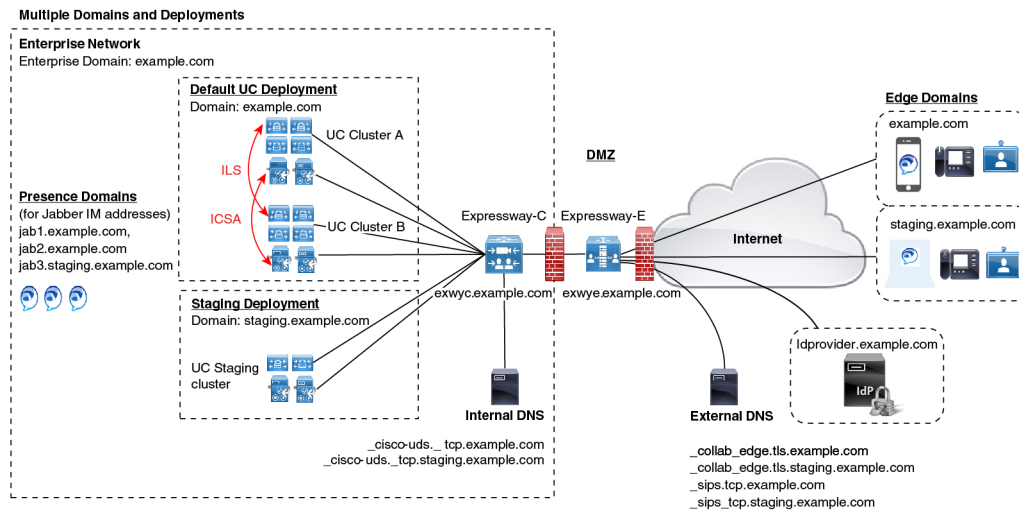 Multiple Domains and Deployments
Enterprise Network
Enterprise Domain: example.com
Default UC Deployment
Domain: example.com
UC Cluster A
ILS
ICSA
UC Cluster B
Presence Domains
(for Jabber IM addresses)
jab1.example.com,
jab2.example.com
jab3.staging.example.com
Staging Deployment
Domain: staging.example.com
UC Staging
cluster
Expressway-C
exwyc.example.com
Internal DNS
_cisco-uds._ tcp.example.com
_cisco-uds._tcp.staging.example.com
DMZ
Expressway-E
exwye.example.com
Internet
Edge Domains
example.com
staging.example.com
Idprovider.example.com
IdP
External DNS
_collab_edge.tls.example.com
_collab_edge.tls.staging.example.com
_sips.tcp.example.com
_sips_tcp.staging.example.com